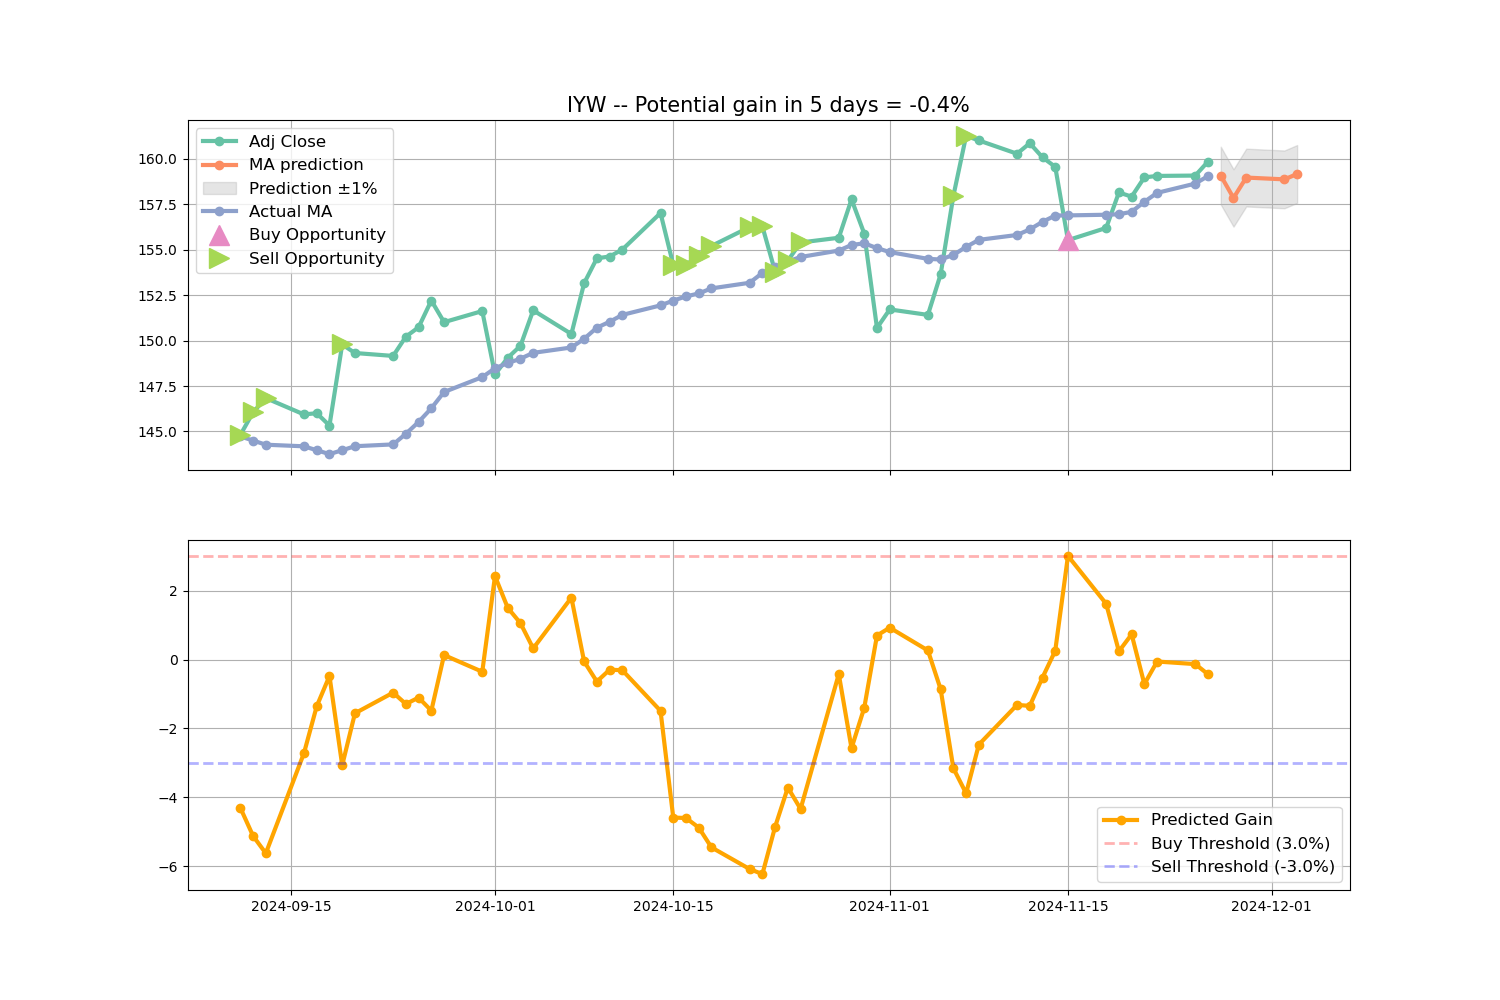 IYW -- Potential gain in 5 days = -0.4%
Adj Close
MA prediction
Prediction ±1%
Actual MA
Buy Opportunity
Sell Opportunity
160.0
157.5
155.0
152.5
150.0
147.5
145.0
2
0
−2
−4
−6
Predicted Gain
Buy Threshold (3.0%)
Sell Threshold (-3.0%)
2024-09-15 2024-10-01 2024-10-15 2024-11-01 2024-11-15 2024-12-01